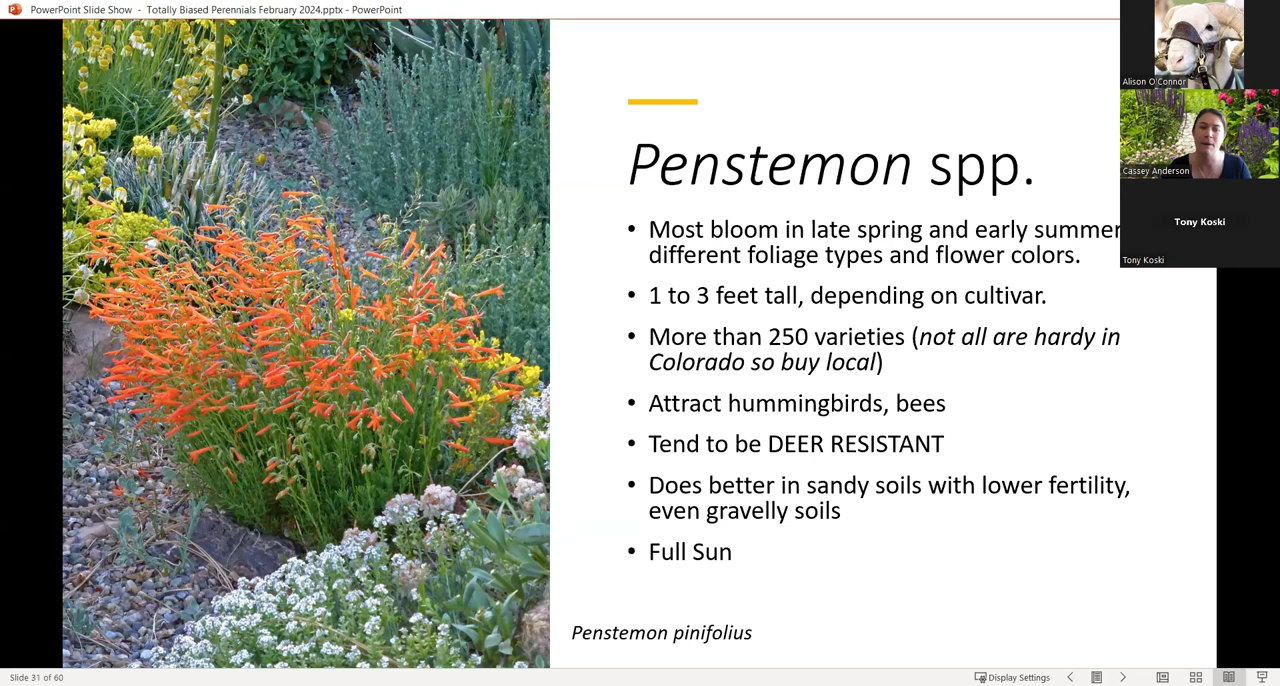 PowerPoint Slide Show - Totally Biased Perennials February 2024.pptx - PowerPoint
Alison O'Connor
Cassey Anderson
Tony Koski
Tony Koski
Penstemon spp.
• Most bloom in late spring and early summer
different foliage types and flower colors.
• 1 to 3 feet tall, depending on cultivar.
• More than 250 varieties (not all are hardy in
Colorado so buy local)
• Attract hummingbirds, bees
• Tend to be DEER RESISTANT
• Does better in sandy soils with lower fertility,
even gravelly soils
• Full Sun
Penstemon pinifolius
Slide 31 of 60
Display Settings